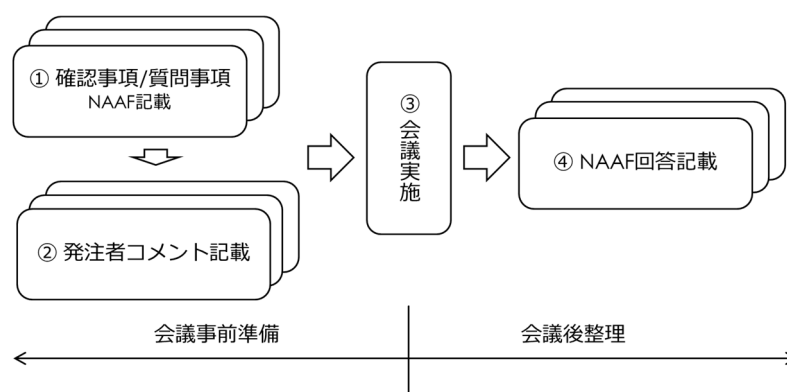 ① 確認事項/質問事項
NAAF記載
② 発注者コメント記載
③会議実施
④ NAAF回答記載
会議事前準備
会議後整理